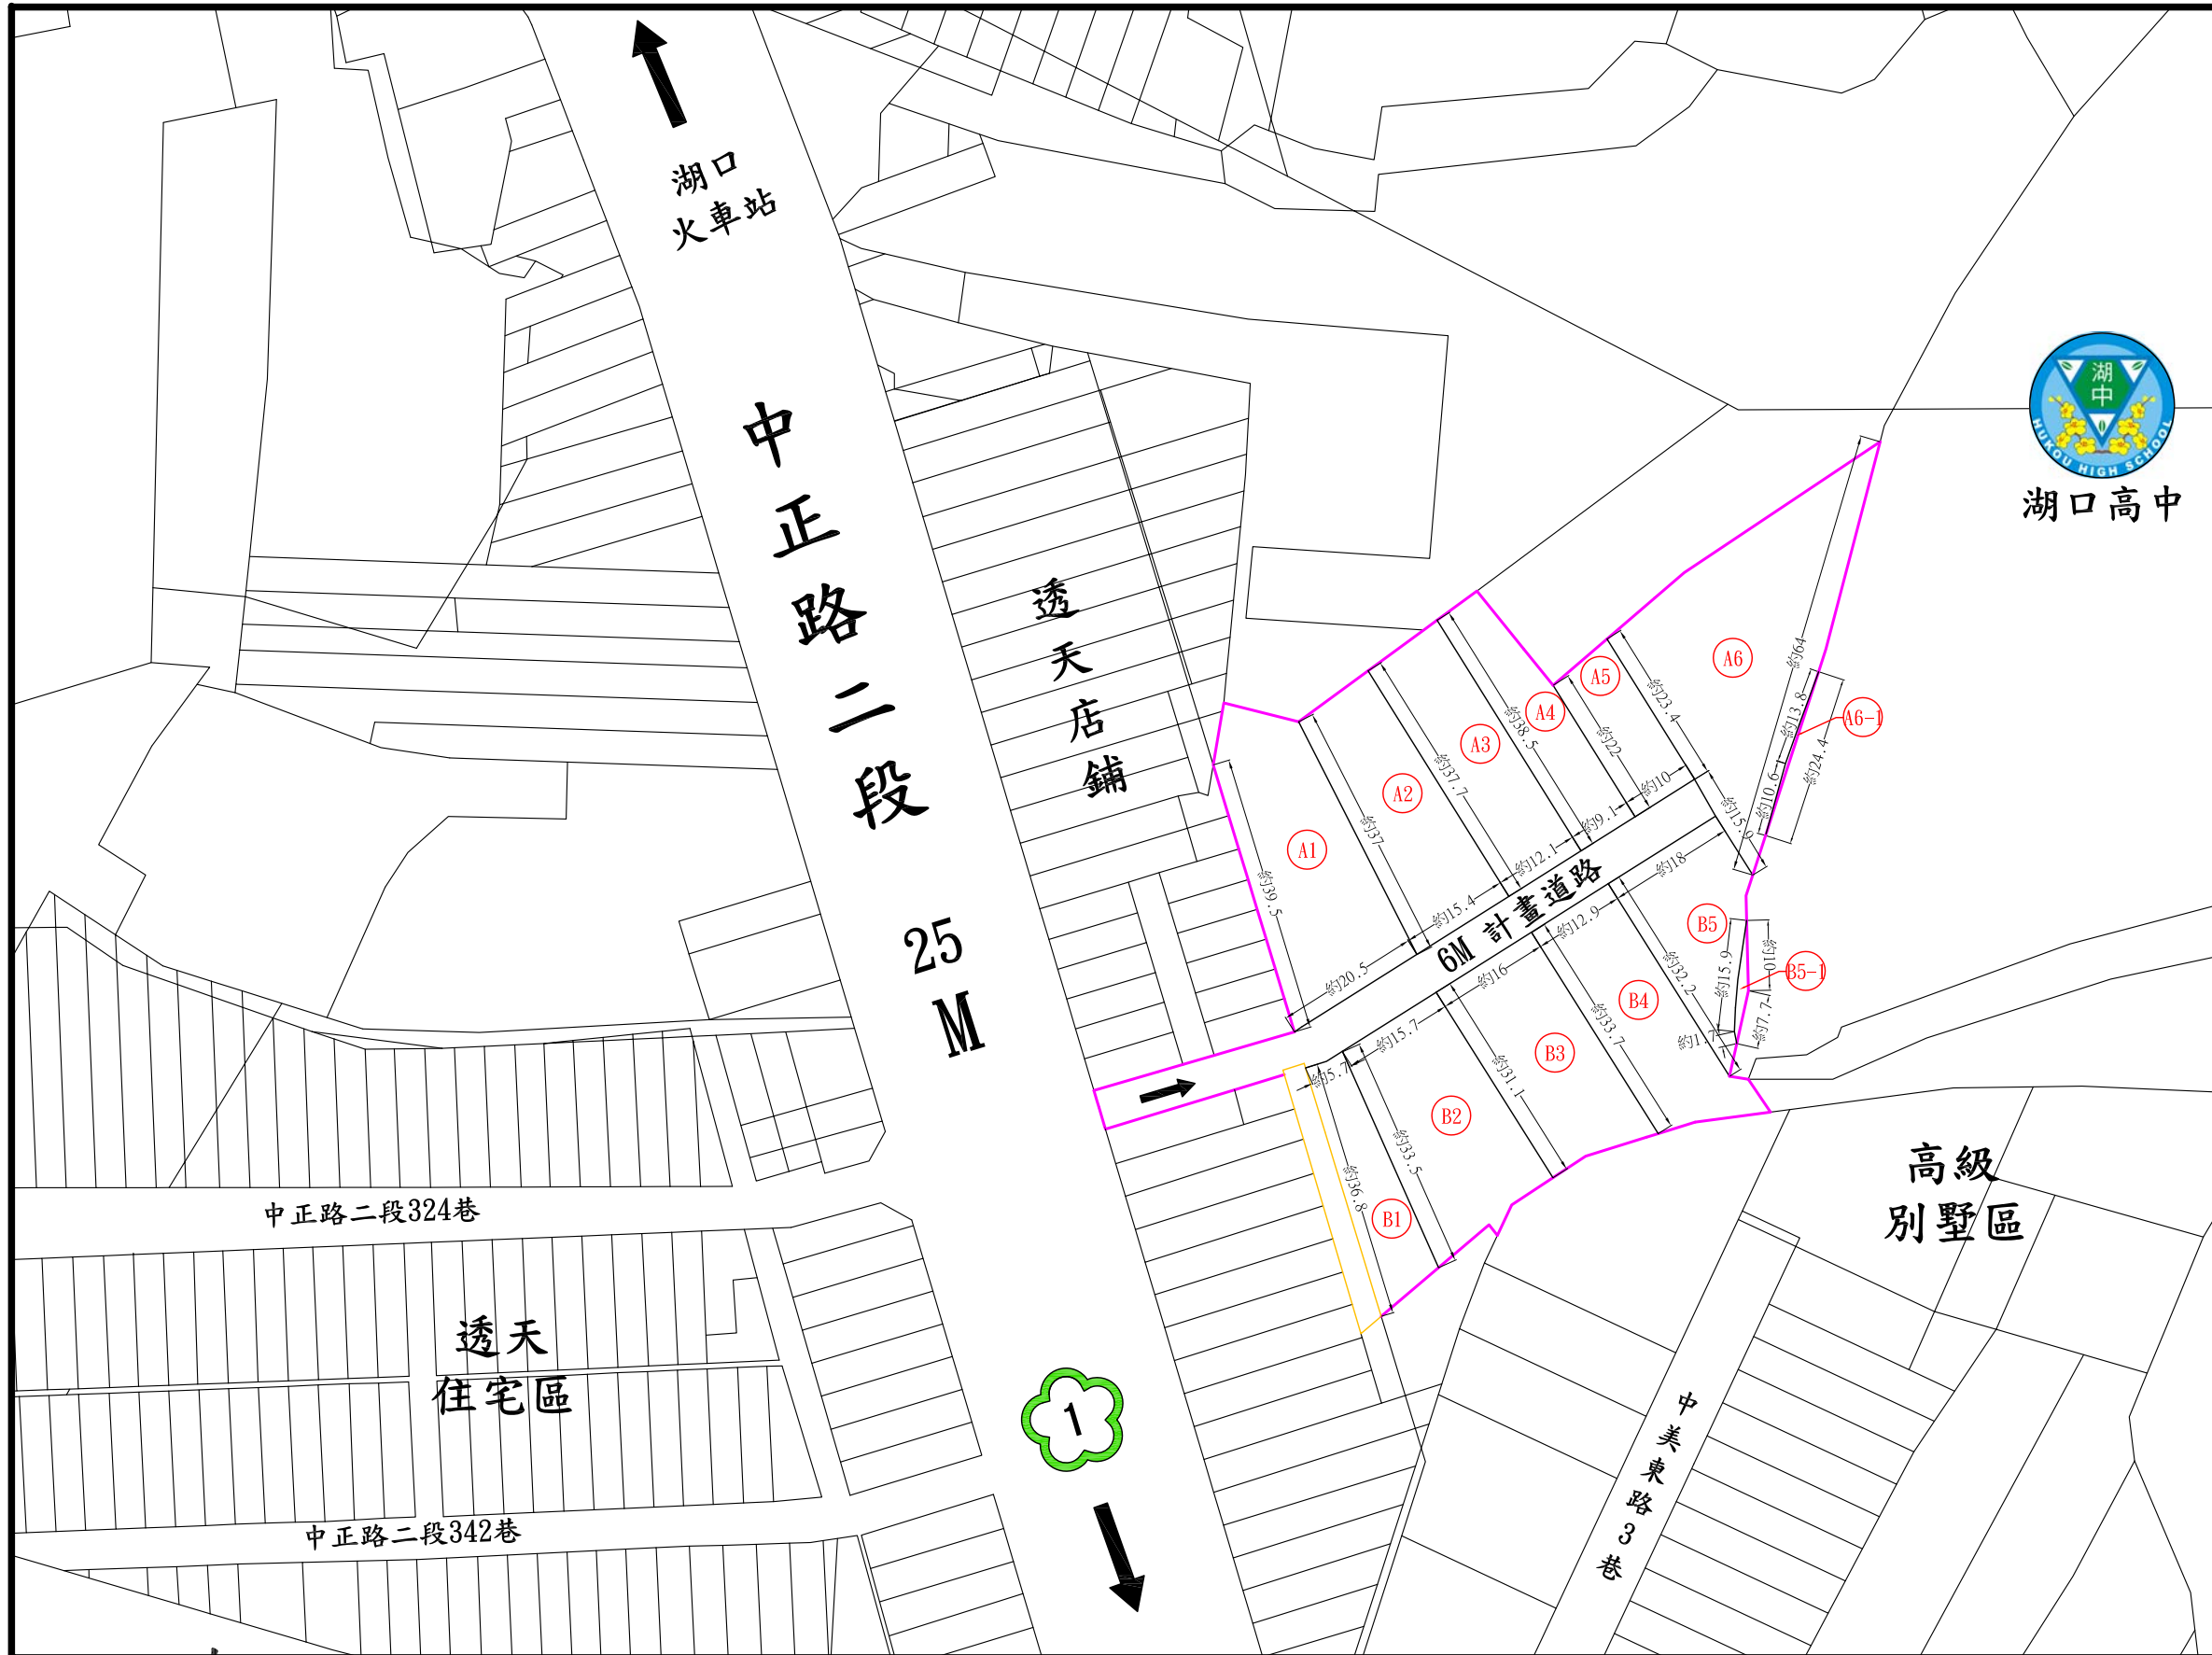 湖口
火車站
中正路二段 25M
透天店鋪
湖中
HUKOU HIGH SCHOOL
湖口高中
A1
A2
A3
A4
A5
A6
A6-1
約39.5
約37
約37.7
約38.5
約22
約23.4
約64
約13.8
約10.6
約24.4
約15.9
約20.5
約15.4
約12.1
約9.1
約10
6M 計畫道路
約5.7
約15.7
約16
約12.9
約18
B1
B2
B3
B4
B5
B5-1
約36.8
約33.5
約31.1
約33.7
約32.2
約15.9
約10
約7.7
約1.7
高級
別墅區
中正路二段324巷
透天
住宅區
中正路二段342巷
1
中美東路3巷